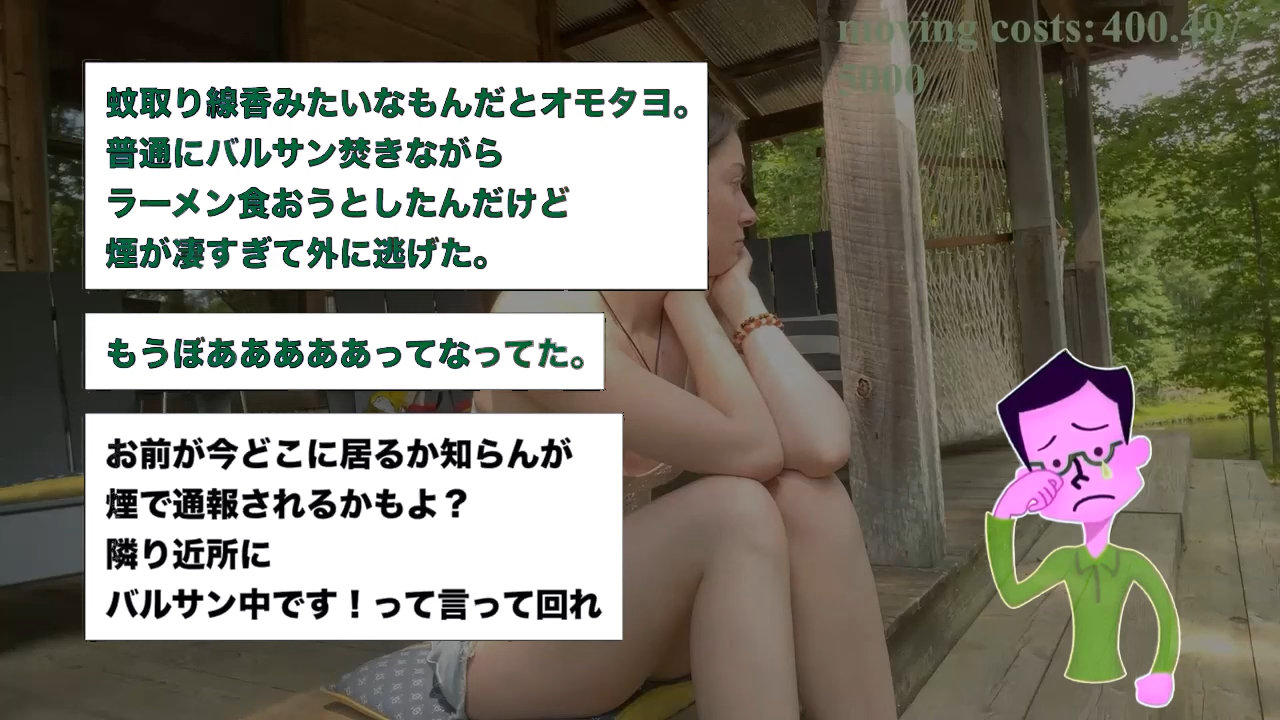 moving costs: 400.49/
5000
蚊取り線香みたいなもんだとオモタヨ。
普通にバルサン焚きながら
ラーメン食おうとしたんだけど
煙が凄すぎて外に逃げた。
もうぼああああああってなってた。
お前が今どこに居るか知らんが
煙で通報されるかもよ？
隣り近所に
バルサン中です！って言って回れ